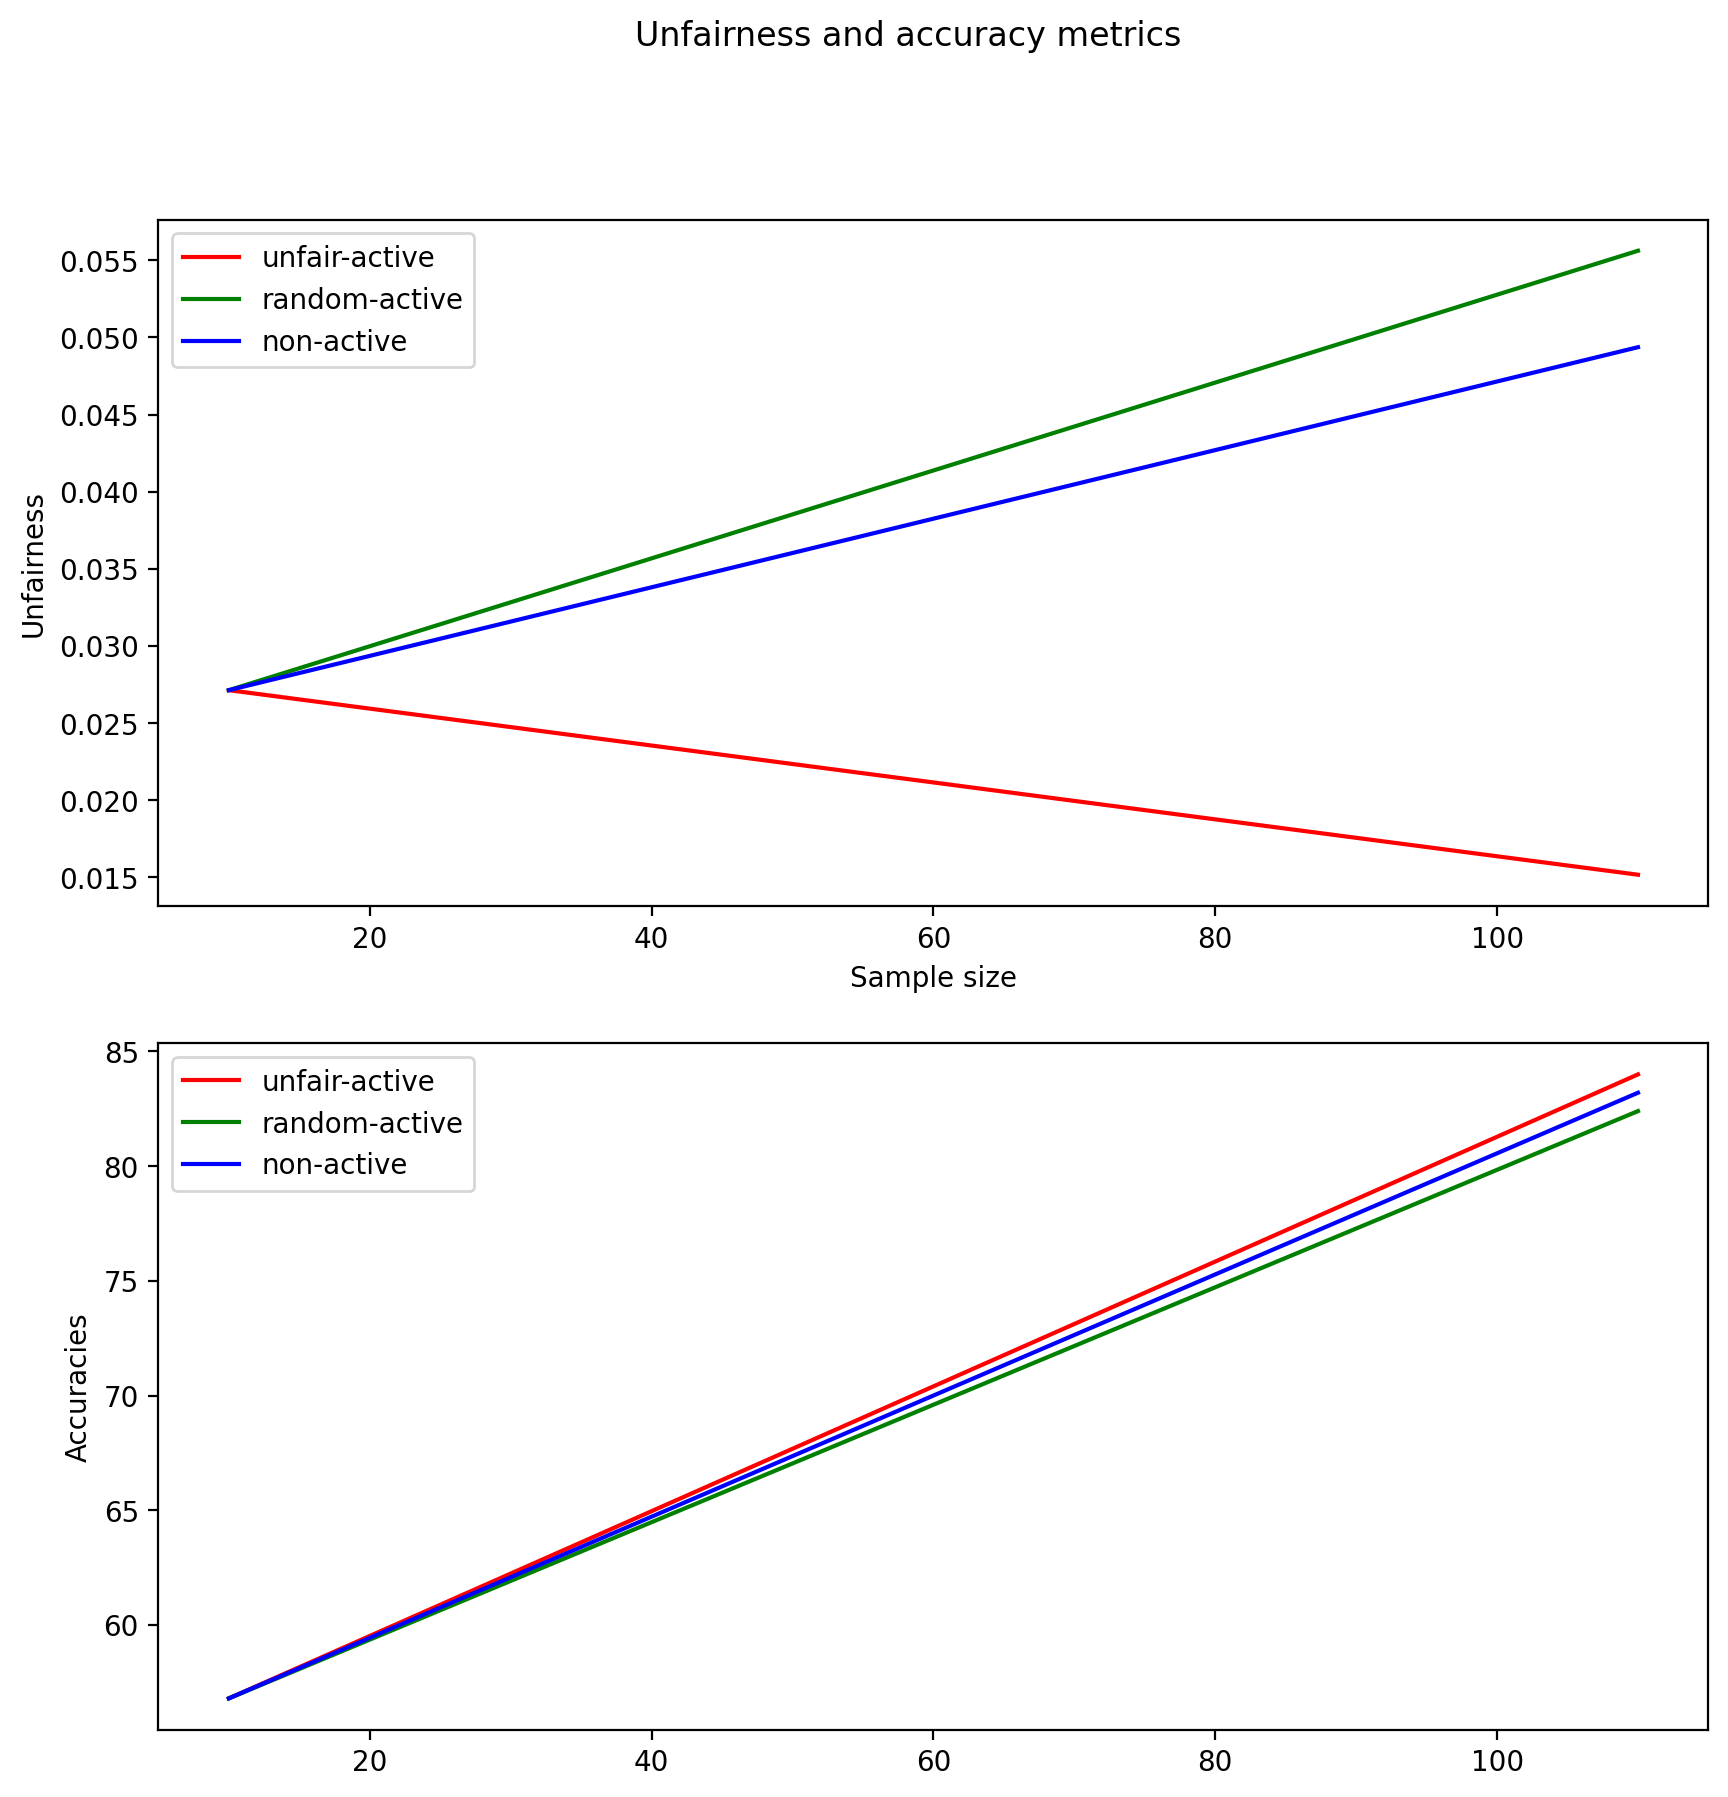 Unfairness and accuracy metrics
unfair-active
random-active
non-active
0.055
0.050
0.045
0.040
0.035
0.030
0.025
0.020
0.015
Unfairness
20 40 60 80 100
Sample size
unfair-active
random-active
non-active
85
80
75
70
65
60
Accuracies
20 40 60 80 100